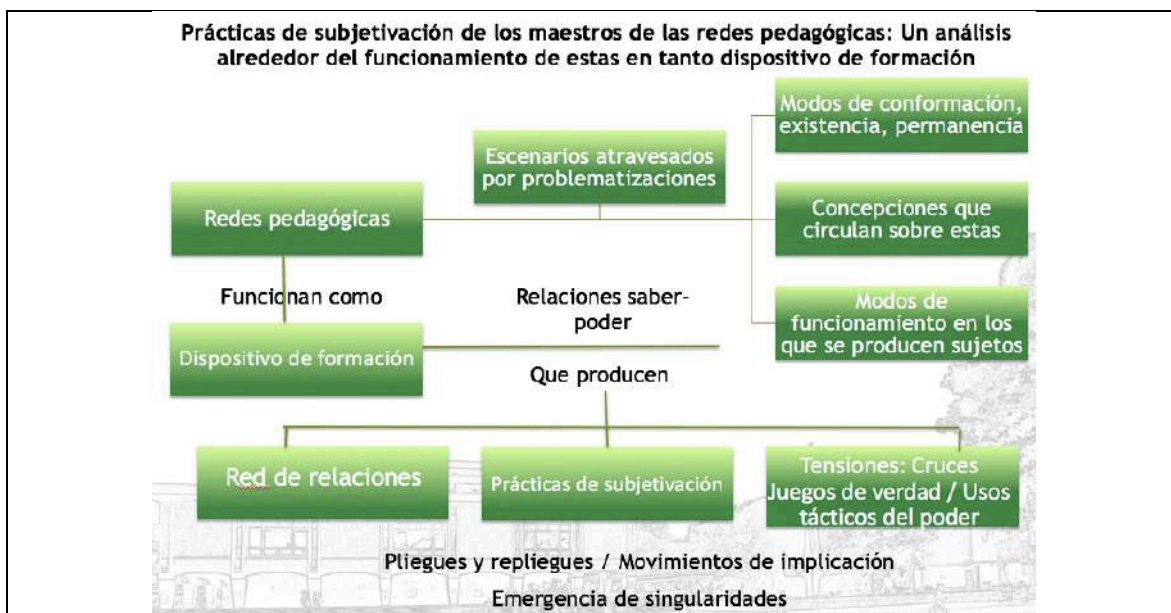 Prácticas de subjetivación de los maestros de las redes pedagógicas: Un análisis
alrededor del funcionamiento de estas en tanto dispositivo de formación
Modos de conformación,
existencia, permanencia
Escenarios atravesados
por problematizaciones
Redes pedagógicas
Concepciones que
circulan sobre estas
Funcionan como
Relaciones saber-
poder
Modos de
funcionamiento en los
que se producen sujetos
Dispositivo de formación
Que producen
Red de relaciones
Prácticas de subjetivación
Tensiones: Cruces
Juegos de verdad / Usos
tácticos del poder
Pliegues y repliegues / Movimientos de implicación
Emergencia de singularidades